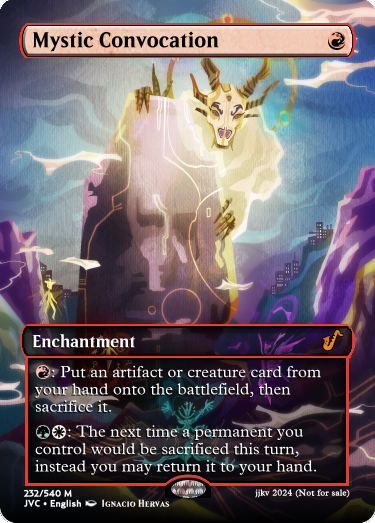 Mystic Convocation
Enchantment
: Put an artifact or creature card from
your hand onto the battlefield, then
sacrifice it.
: The next time a permanent you
control would be sacrificed this turn,
instead you may return it to your hand.
232/540 M
JVC • English Ignacio Hervas
jjkv 2024 (Not for sale)